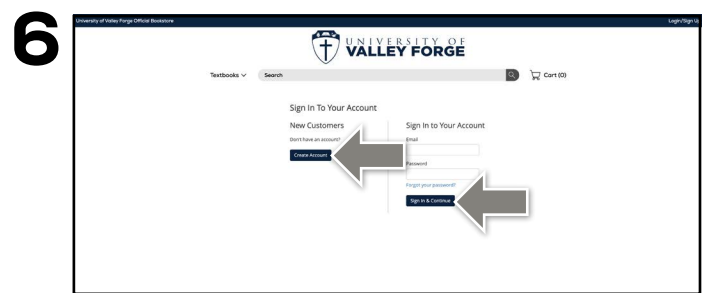 6
University of Valley Forge Official Bookstore
Login/Sign U
UNIVERSITY OF
VALLEY FORGE
Textbooks
Search
Cart (0)
Sign In To Your Account
New Customers
Don't have an account?
Create Account
Sign In to Your Account
Email
Password
Forgot your password?
Sign In & Continue